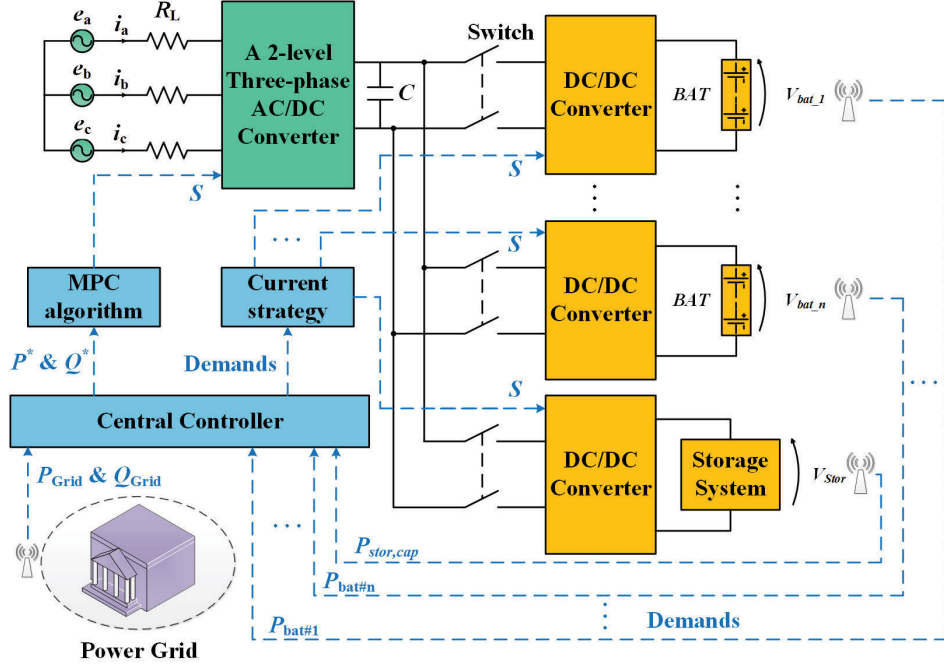 e_a
i_a
R_L
e_b
i_b
e_c
i_c
A 2-level
Three-phase
AC/DC
Converter
C
Switch
DC/DC
Converter
BAT
V_bat_1
S
S
. . .
S
DC/DC
Converter
BAT
V_bat_n
MPC
algorithm
Current
strategy
P* & Q*
Demands
S
Central Controller
DC/DC
Converter
Storage
System
V_Stor
P_Grid & Q_Grid
. . .
P_stor,cap
P_bat#n
P_bat#1
Demands
Power Grid